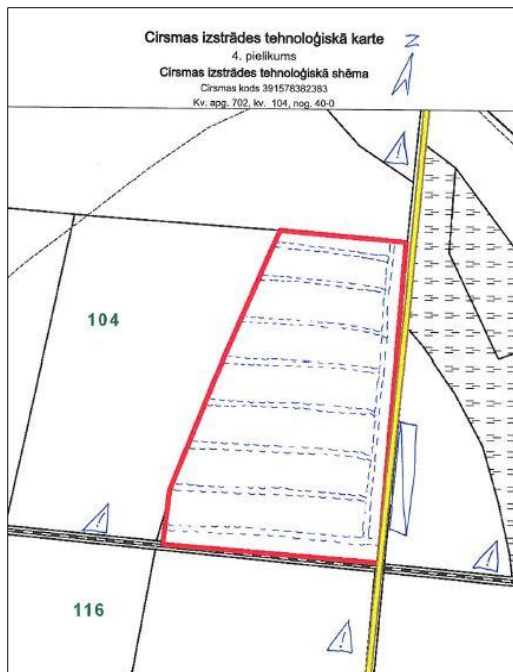 Cirsmas izstrādes tehnoloģiskā karte
Z
4. pielikums
Cirsmas izstrādes tehnoloģiskā shēma
Cirsmas kods 391578382383
Kv. apg. 702, kv. 104, nog. 40-0
!
104
!
!
116
!